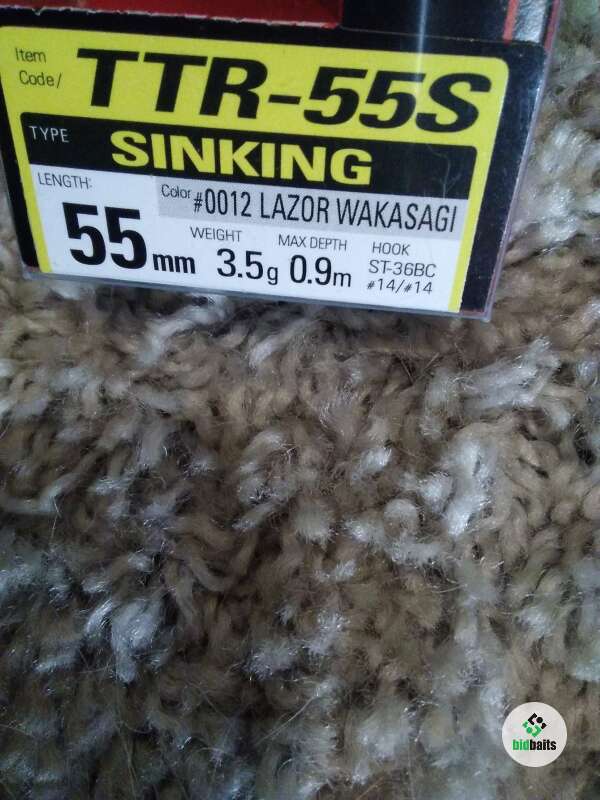 Item
Code/
TTR-55S
TYPE
SINKING
LENGTH:
55 mm
Color #0012 LAZOR WAKASAGI
WEIGHT
3.5g
MAX DEPTH
0.9m
HOOK
ST-36BC
#14/#14
bidbaits